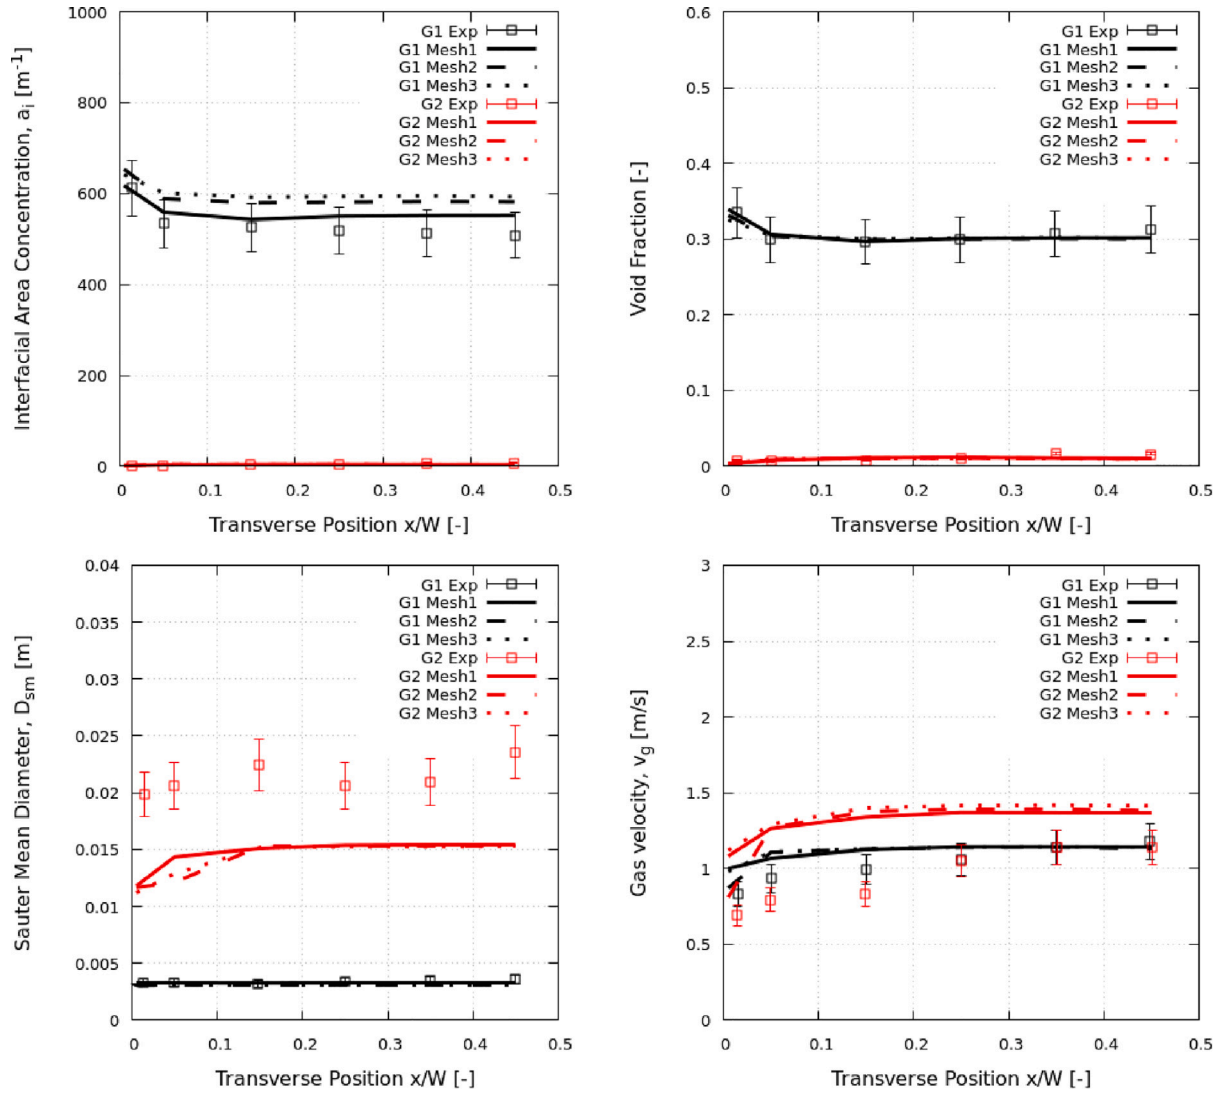 1000
800
600
400
200
0
Interfacial Area Concentration, aᵢ [m⁻¹]
G1 Exp
G1 Mesh1
G1 Mesh2
G1 Mesh3
G2 Exp
G2 Mesh1
G2 Mesh2
G2 Mesh3
0 0.1 0.2 0.3 0.4 0.5
Transverse Position x/W [-]
0.6
0.5
0.4
0.3
0.2
0.1
0
Void Fraction [-]
G1 Exp
G1 Mesh1
G1 Mesh2
G1 Mesh3
G2 Exp
G2 Mesh1
G2 Mesh2
G2 Mesh3
0 0.1 0.2 0.3 0.4 0.5
Transverse Position x/W [-]
0.04
0.035
0.03
0.025
0.02
0.015
0.01
0.005
0
Sauter Mean Diameter, Dsm [m]
G1 Exp
G1 Mesh1
G1 Mesh2
G1 Mesh3
G2 Exp
G2 Mesh1
G2 Mesh2
G2 Mesh3
0 0.1 0.2 0.3 0.4 0.5
Transverse Position x/W [-]
3
2.5
2
1.5
1
0.5
0
Gas velocity, vg [m/s]
G1 Exp
G1 Mesh1
G1 Mesh2
G1 Mesh3
G2 Exp
G2 Mesh1
G2 Mesh2
G2 Mesh3
0 0.1 0.2 0.3 0.4 0.5
Transverse Position x/W [-]